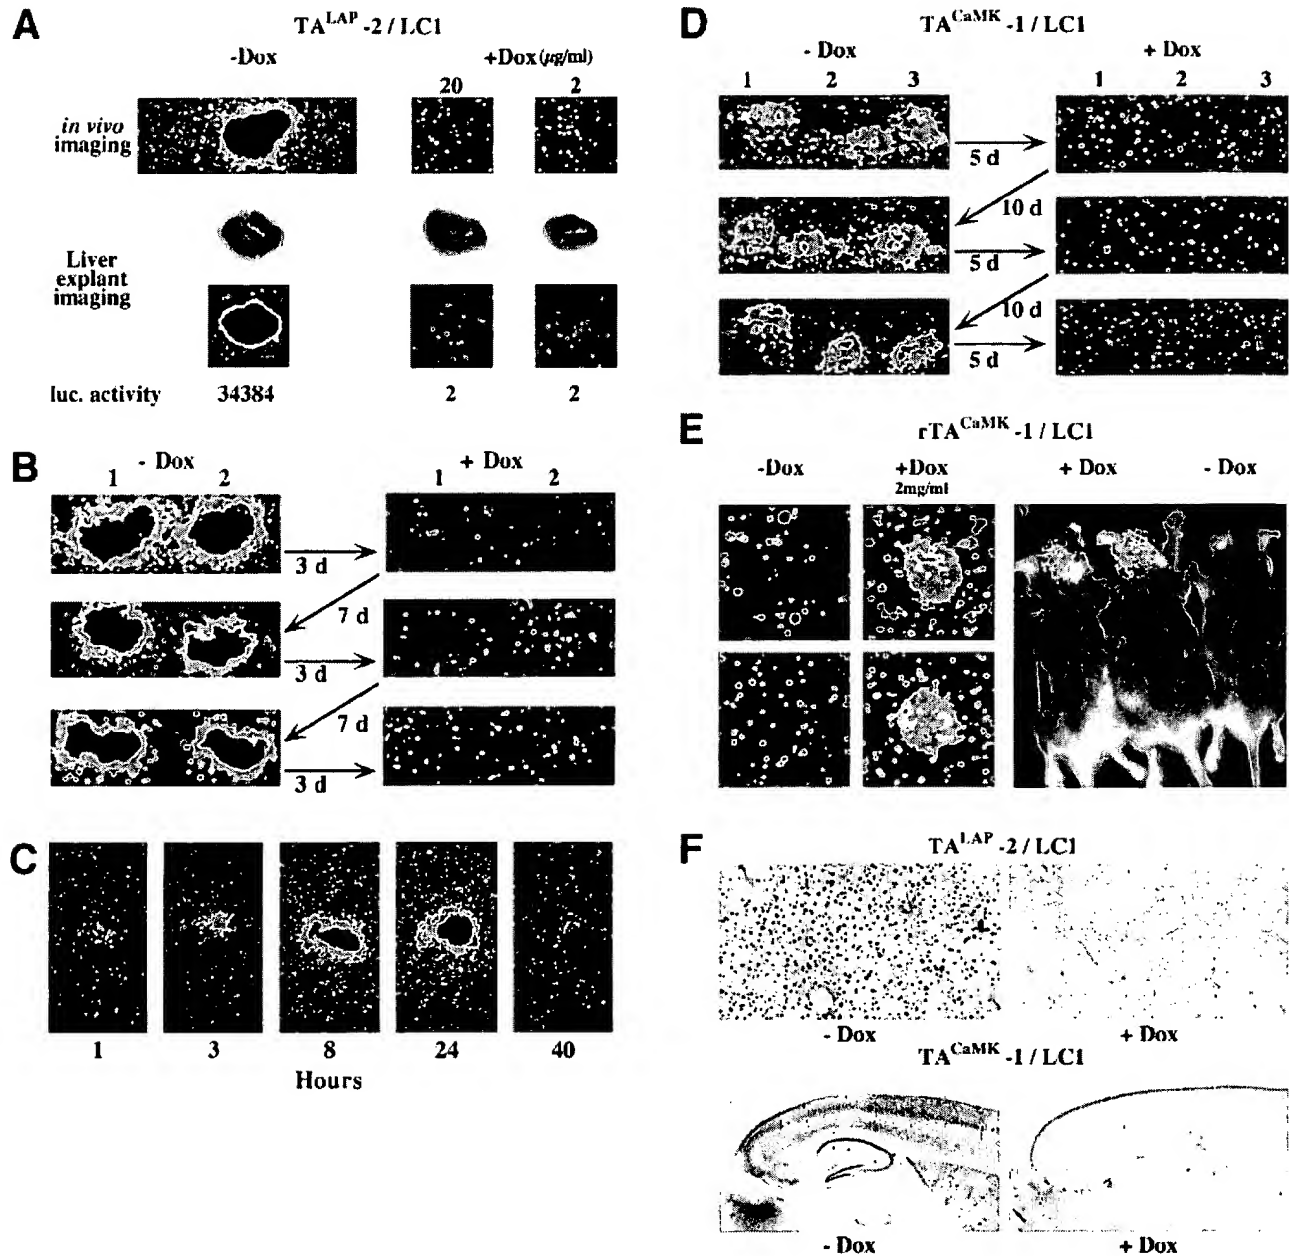 A
TA^LAP -2 / LC1
-Dox
+Dox (µg/ml)
20 2
in vivo
imaging
Liver
explant
imaging
luc. activity 34384 2 2
B
- Dox + Dox
1 2 1 2
3 d
7 d
3 d
7 d
3 d
C
1 3 8 24 40
Hours
D
TA^CaMK -1 / LC1
- Dox + Dox
1 2 3 1 2 3
5 d
10 d
5 d
10 d
5 d
E
rTA^CaMK -1 / LC1
-Dox +Dox + Dox - Dox
2mg/ml
F
TA^LAP -2 / LC1
- Dox + Dox
TA^CaMK -1 / LC1
- Dox + Dox